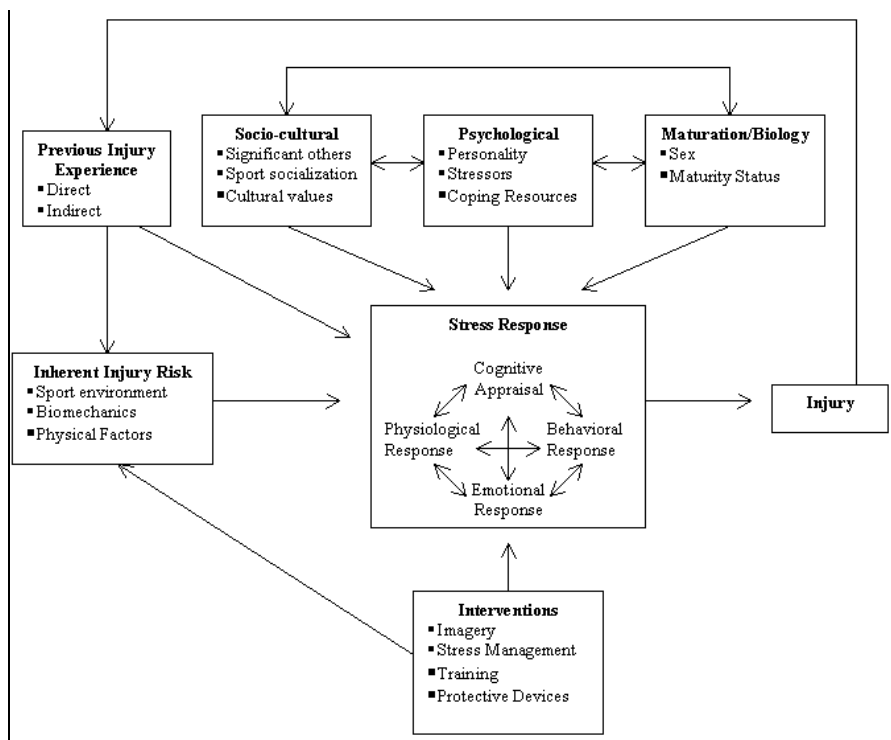 Previous Injury
Experience
▪ Direct
▪ Indirect
Socio-cultural
▪ Significant others
▪ Sport socialization
▪ Cultural values
Psychological
▪ Personality
▪ Stressors
▪ Coping Resources
Maturation/Biology
▪ Sex
▪ Maturity Status
Inherent Injury Risk
▪ Sport environment
▪ Biomechanics
▪ Physical Factors
Stress Response
Cognitive
Appraisal
Physiological
Response
Behavioral
Response
Emotional
Response
Injury
Interventions
▪ Imagery
▪ Stress Management
▪ Training
▪ Protective Devices